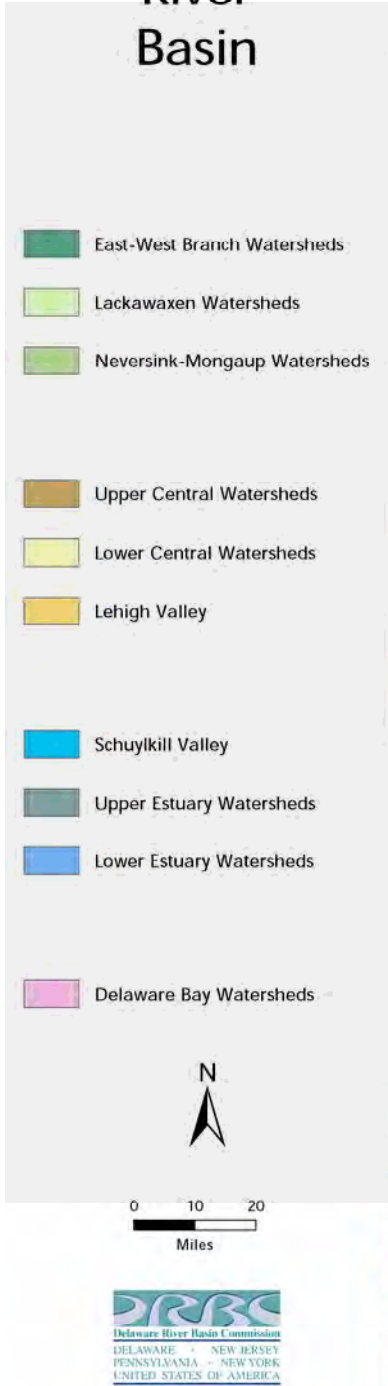 River
Basin
East-West Branch Watersheds
Lackawaxen Watersheds
Neversink-Mongaup Watersheds
Upper Central Watersheds
Lower Central Watersheds
Lehigh Valley
Schuylkill Valley
Upper Estuary Watersheds
Lower Estuary Watersheds
Delaware Bay Watersheds
N
0 10 20
Miles
DRBC
Delaware River Basin Commission
DELAWARE • NEW JERSEY
PENNSYLVANIA • NEW YORK
UNITED STATES OF AMERICA